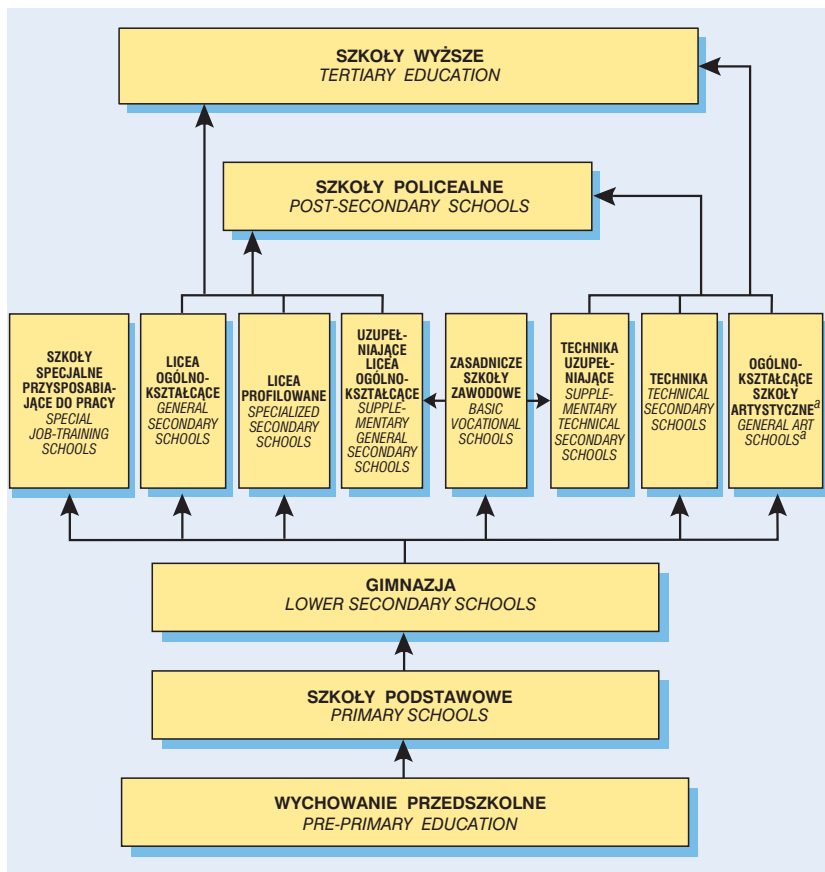 SZKOŁY WYŻSZE
TERTIARY EDUCATION
SZKOŁY POLICEALNE
POST-SECONDARY SCHOOLS
SZKOŁY
SPECJALNE
PRZYSPOSABIA-
JĄCE DO PRACY
SPECIAL
JOB-TRAINING
SCHOOLS
LICEA
OGÓLNO-
KSZTAŁCĄCE
GENERAL
SECONDARY
SCHOOLS
LICEA
PROFILOWANE
SPECIALIZED
SECONDARY
SCHOOLS
UZUPEŁ-
NIAJĄCE
LICEA
OGÓLNO-
KSZTAŁCĄCE
SUPPLE-
MENTARY
GENERAL
SECONDARY
SCHOOLS
ZASADNICZE
SZKOŁY
ZAWODOWE
BASIC
VOCATIONAL
SCHOOLS
TECHNIKA
UZUPEŁ-
NIAJĄCE
SUPPLE-
MENTARY
TECHNICAL
SECONDARY
SCHOOLS
TECHNIKA
TECHNICAL
SECONDARY
SCHOOLS
OGÓLNO-
KSZTAŁCĄCE
SZKOŁY
ARTYSTYCZNEa
GENERAL ART
SCHOOLSa
GIMNAZJA
LOWER SECONDARY SCHOOLS
SZKOŁY PODSTAWOWE
PRIMARY SCHOOLS
WYCHOWANIE PRZEDSZKOLNE
PRE-PRIMARY EDUCATION